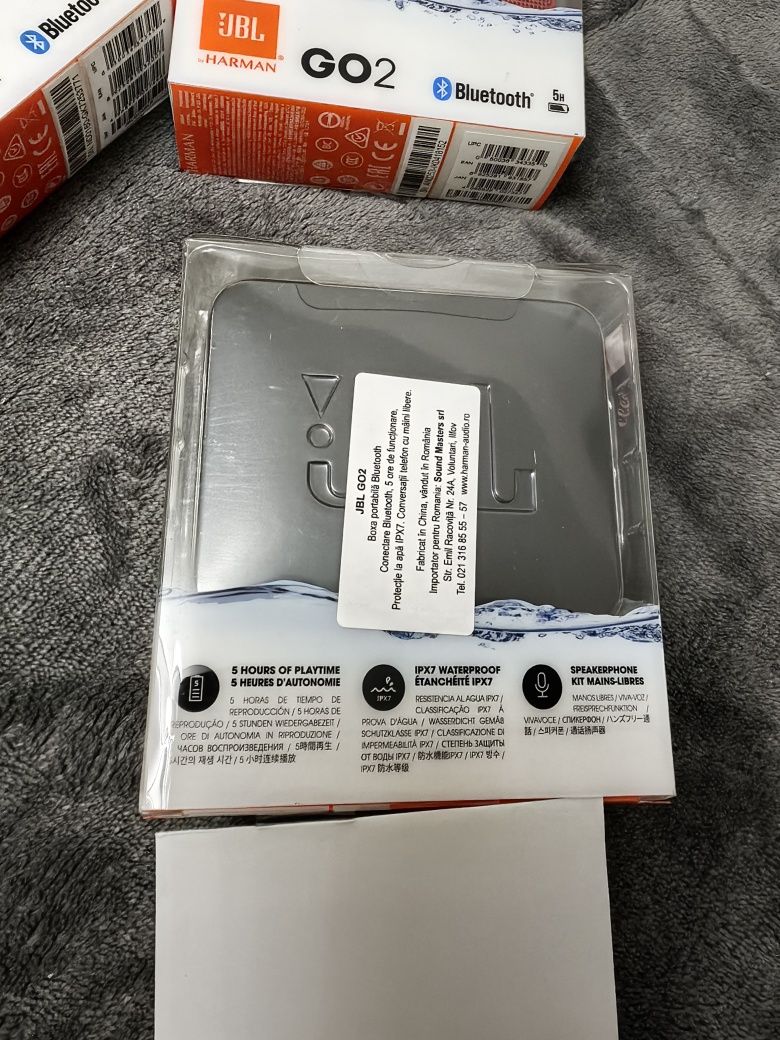 Bluetooth
JBL
by HARMAN
GO2
Bluetooth
5H
HARMAN
UPC
EAN
JAN
JBL GO2
Boxa portabilă Bluetooth
Conectare Bluetooth, 5 ore de funcționare,
Protecție la apă IPX7. Conversații telefon cu mâini libere.
Fabricat în China, vândut în România
Importator pentru Romania: Sound Masters srl
Str. Emil Racoviță Nr. 24A, Voluntari, Ilfov
Tel. 021 316 85 55 – 57 www.harman-audio.ro
5 HOURS OF PLAYTIME
5 HEURES D'AUTONOMIE
5 HORAS DE TIEMPO DE
REPRODUCCIÓN / 5 HORAS DE
REPRODUÇÃO / 5 STUNDEN WIEDERGABEZEIT /
ORE DI AUTONOMIA IN RIPRODUZIONE /
ЧАСОВ ВОСПРОИЗВЕДЕНИЯ / 5時間再生 /
시간의 재생 시간 / 5 小时连续播放
IPX7
IPX7 WATERPROOF
ÉTANCHÉITÉ IPX7
RESISTENCIA AL AGUA IPX7 /
CLASSIFICAÇÃO IPX7 À
PROVA D'ÁGUA / WASSERDICHT GEMÄß
SCHUTZKLASSE IPX7 / CLASSIFICAZIONE DI
IMPERMEABILITÀ IPX7 / СТЕПЕНЬ ЗАЩИТЫ
ОТ ВОДЫ IPX7 / 防水機能IPX7 / IPX7 방수 /
IPX7 防水等级
SPEAKERPHONE
KIT MAINS-LIBRES
MANOS LIBRES / VIVA-VOZ /
FREISPRECHFUNKTION /
VIVAVOCE / СПИКЕРФОН / ハンズフリー通
話 / 스피커폰 / 通话扬声器